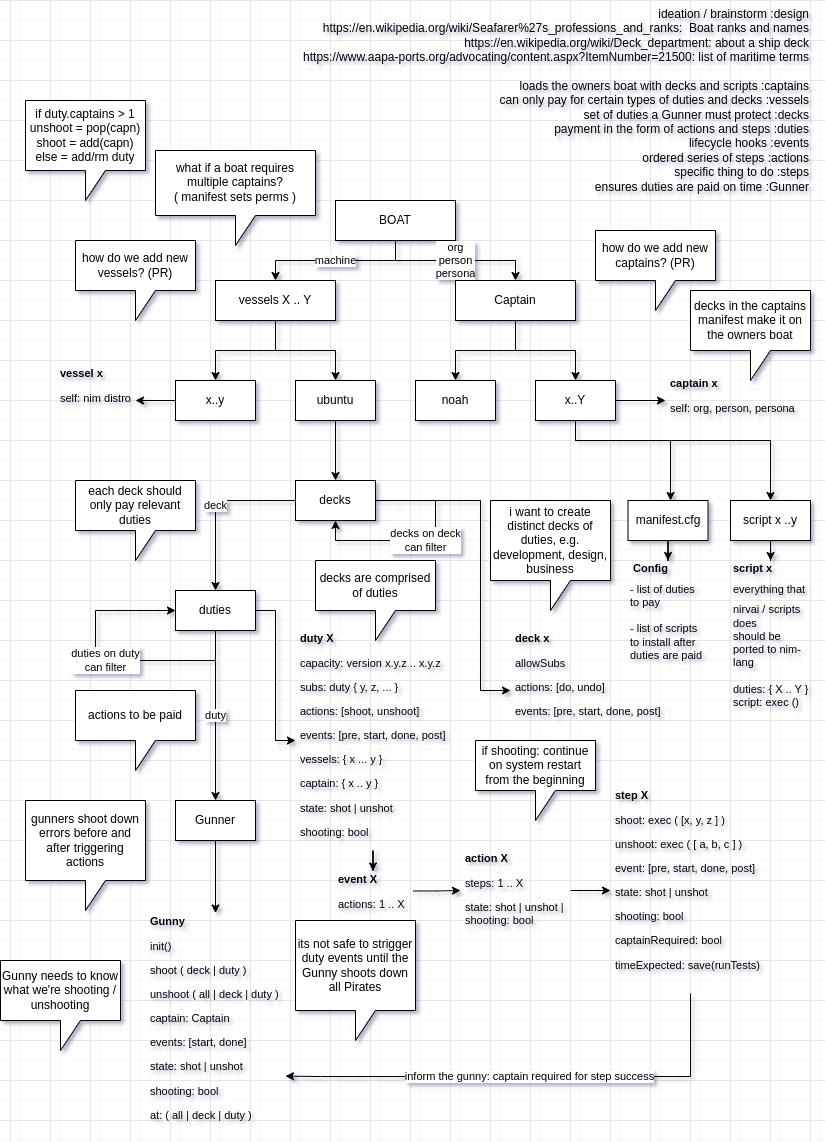 ideation / brainstorm :design
https://en.wikipedia.org/wiki/Seafarer%27s_professions_and_ranks:  Boat ranks and names
https://en.wikipedia.org/wiki/Deck_department: about a ship deck
https://www.aapa-ports.org/advocating/content.aspx?ItemNumber=21500: list of maritime terms
loads the owners boat with decks and scripts :captains
can only pay for certain types of duties and decks :vessels
set of duties a Gunner must protect :decks
payment in the form of actions and steps :duties
lifecycle hooks :events
ordered series of steps :actions
specific thing to do :steps
ensures duties are paid on time :Gunner
if duty.captains > 1
unshoot = pop(capn)
shoot = add(capn)
else = add/rm duty
what if a boat requires
multiple captains?
( manifest sets perms )
BOAT
how do we add new
vessels? (PR)
machine
org
person
persona
how do we add new
captains? (PR)
vessels X .. Y
Captain
decks in the captains
manifest make it on
the owners boat
vessel x
self: nim distro
x..y
ubuntu
noah
x..Y
captain x
self: org, person, persona
each deck should
only pay relevant
duties
deck
decks
decks on deck
can filter
i want to create
distinct decks of
duties, e.g.
development, design,
business
manifest.cfg
script x ..y
decks are comprised
of duties
Config
- list of duties
to pay
- list of scripts
to install after
duties are paid
script x
everything that
nirvai / scripts
does
should be
ported to nim-
lang
duties: { X .. Y }
script: exec ()
duties
duties on duty
can filter
duty X
capacity: version x.y.z .. x.y.z
subs: duty { y, z, ... }
actions: [shoot, unshoot]
events: [pre, start, done, post]
vessels: { x ... y }
captain: { x .. y }
state: shot | unshot
shooting: bool
deck x
allowSubs
actions: [do, undo]
events: [pre, start, done, post]
actions to be paid
duty
if shooting: continue
on system restart
from the beginning
gunners shoot down
errors before and
after triggering
actions
Gunner
event X
actions: 1 .. X
action X
steps: 1 .. X
state: shot | unshot |
shooting: bool
step X
shoot: exec ( [x, y, z ] )
unshoot: exec ( [ a, b, c ] )
event: [pre, start, done, post]
state: shot | unshot
shooting: bool
captainRequired: bool
timeExpected: save(runTests)
Gunny
init()
shoot ( deck | duty )
unshoot ( all | deck | duty )
captain: Captain
events: [start, done]
state: shot | unshot
shooting: bool
at: ( all | deck | duty )
its not safe to strigger
duty events until the
Gunny shoots down
all Pirates
Gunny needs to know
what we're shooting /
unshooting
inform the gunny: captain required for step success